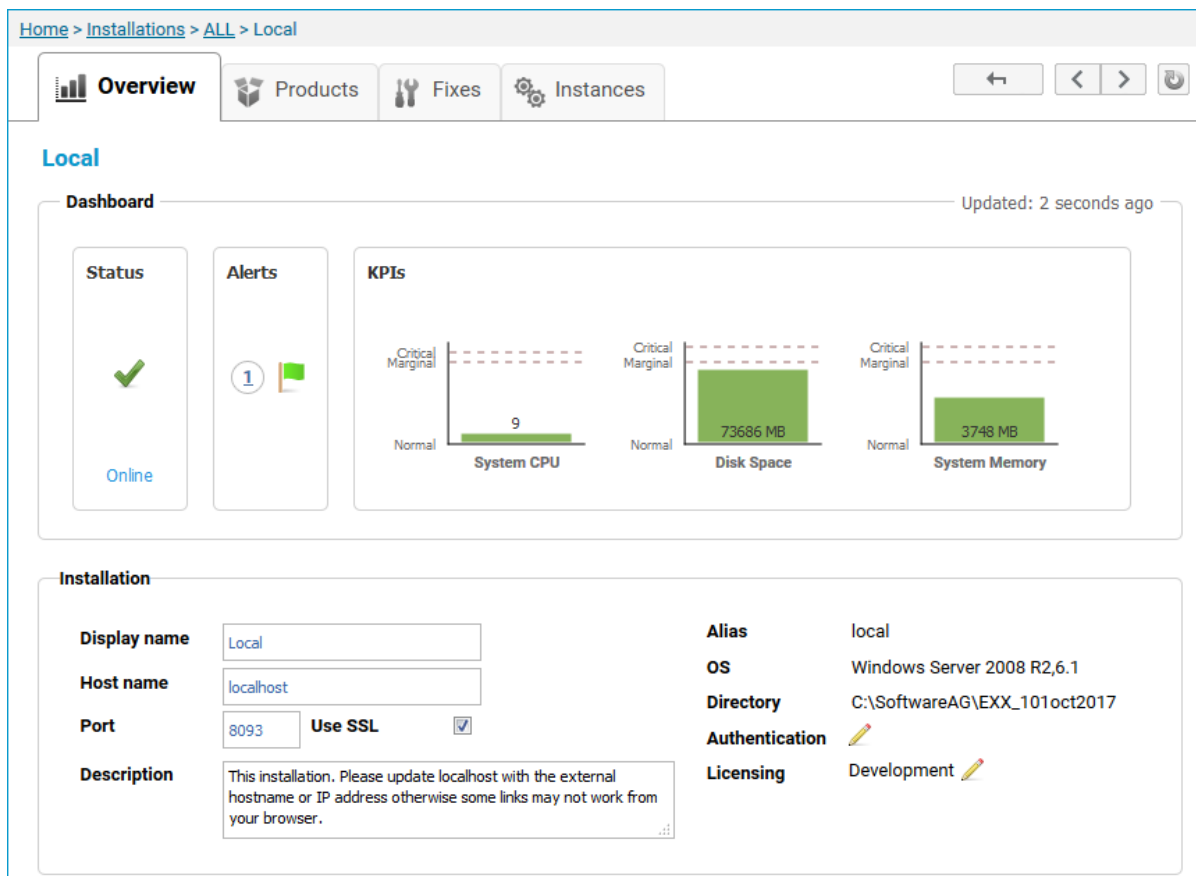 Home > Installations > ALL > Local
Overview
Products
Fixes
Instances
Local
Dashboard
Updated: 2 seconds ago
Status
Alerts
KPIs
1
Online
Critical
Marginal
Normal
9
System CPU
Critical
Marginal
Normal
73686 MB
Disk Space
Critical
Marginal
Normal
3748 MB
System Memory
Installation
Display name
Local
Host name
localhost
Port
8093
Use SSL
Description
This installation. Please update localhost with the external
hostname or IP address otherwise some links may not work from
your browser.
Alias
local
OS
Windows Server 2008 R2,6.1
Directory
C:\SoftwareAG\EXX_101oct2017
Authentication
Licensing
Development